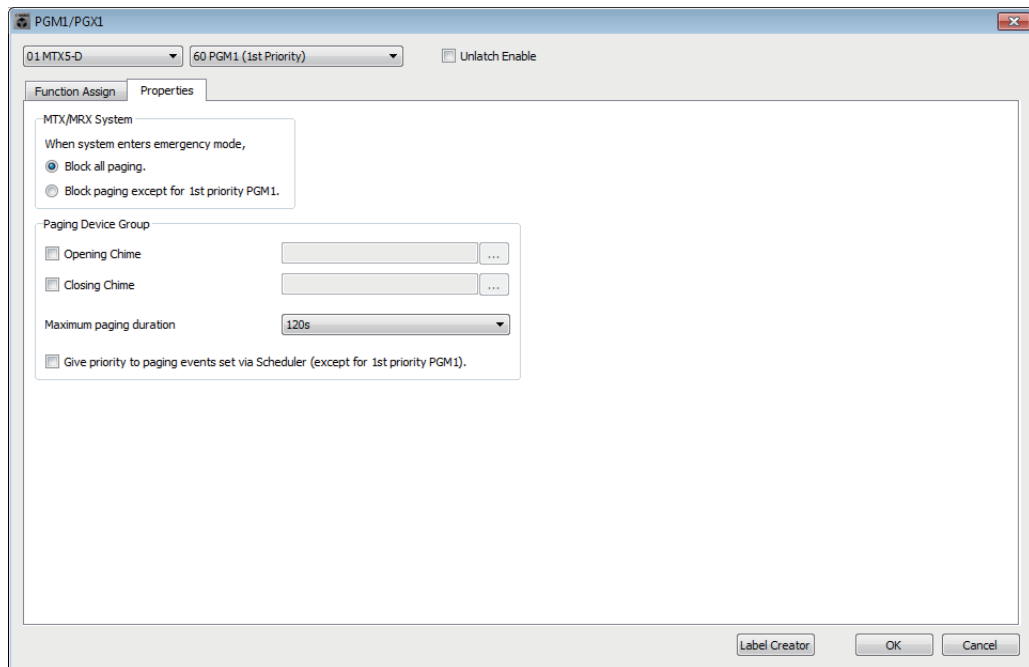 PGM1/PGX1
01 MTX5-D 60 PGM1 (1st Priority) Unlatch Enable
Function Assign Properties
MTX/MRX System
When system enters emergency mode,
Block all paging.
Block paging except for 1st priority PGM1.
Paging Device Group
Opening Chime ...
Closing Chime ...
Maximum paging duration 120s
Give priority to paging events set via Scheduler (except for 1st priority PGM1).
Label Creator OK Cancel